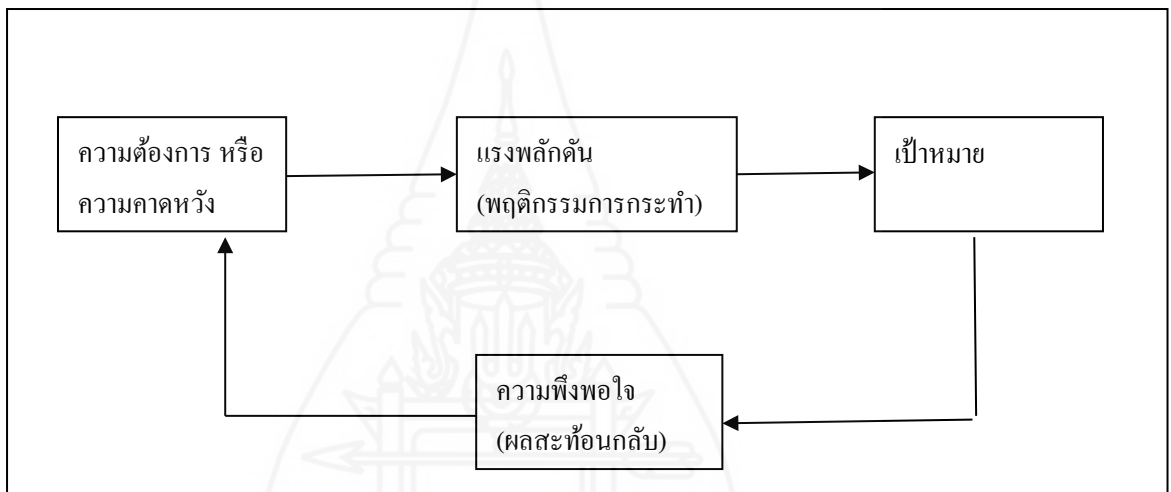 ความต้องการ หรือ
ความคาดหวัง
แรงพลักดัน
(พฤติกรรมการกระทำ)
เป้าหมาย
ความพึงพอใจ
(ผลสะท้อนกลับ)